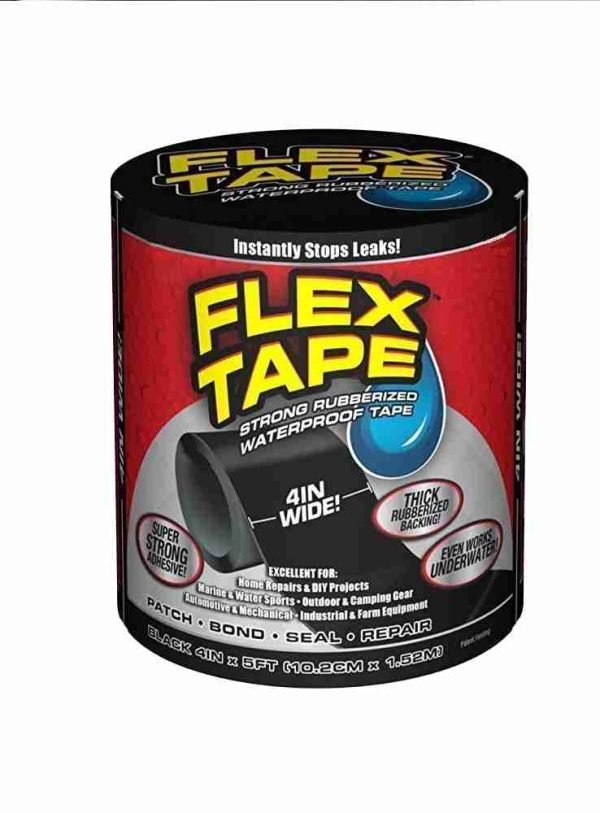 FLEX
TAPE
STRONG RUBBERIZED
WATERPROOF TAPE
Instantly Stops Leaks!
FLEX
TAPE
STRONG RUBBERIZED
WATERPROOF TAPE
4IN WIDE!
4IN WIDE!
4IN
WIDE!
THICK
RUBBERIZED
BACKING!
SUPER
STRONG
ADHESIVE!
EVEN WORKS
UNDERWATER!
EXCELLENT FOR:
Home Repairs & DIY Projects
Marine & Water Sports • Outdoor & Camping Gear
Automotive & Mechanical • Industrial & Farm Equipment
PATCH • BOND • SEAL • REPAIR
BLACK 4IN x 5FT (10.2CM x 1.52M)
Patent Pending